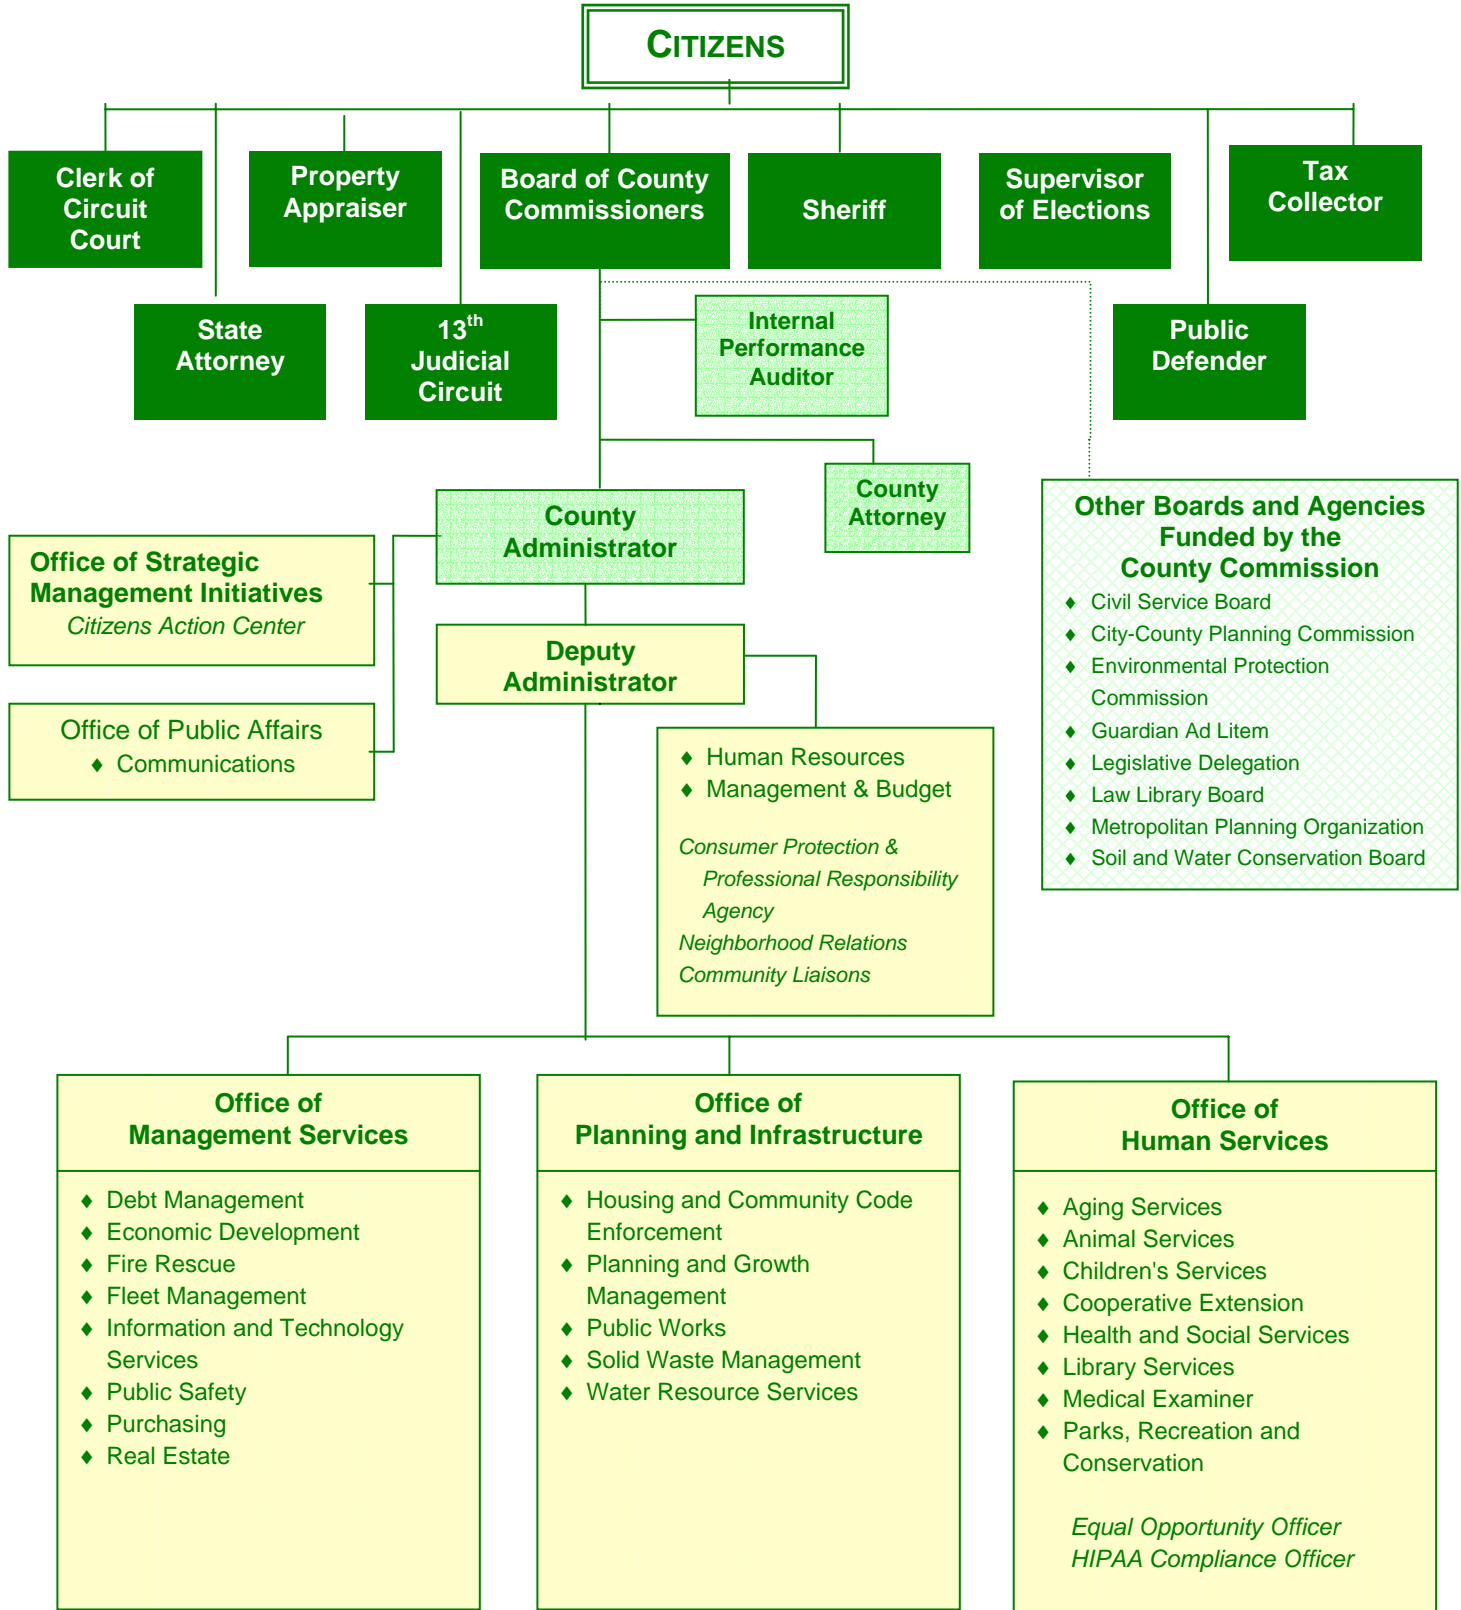 CITIZENS
Clerk of
Circuit
Court
Property
Appraiser
Board of County
Commissioners
Sheriff
Supervisor
of Elections
Tax
Collector
State
Attorney
13th
Judicial
Circuit
Public
Defender
Internal
Performance
Auditor
County
Attorney
County
Administrator
Office of Strategic
Management Initiatives
Citizens Action Center
Deputy
Administrator
Office of Public Affairs
♦ Communications
♦ Human Resources
♦ Management & Budget
Consumer Protection &
Professional Responsibility
Agency
Neighborhood Relations
Community Liaisons
Other Boards and Agencies
Funded by the
County Commission
♦ Civil Service Board
♦ City-County Planning Commission
♦ Environmental Protection
Commission
♦ Guardian Ad Litem
♦ Legislative Delegation
♦ Law Library Board
♦ Metropolitan Planning Organization
♦ Soil and Water Conservation Board
Office of
Management Services
♦ Debt Management
♦ Economic Development
♦ Fire Rescue
♦ Fleet Management
♦ Information and Technology
Services
♦ Public Safety
♦ Purchasing
♦ Real Estate
Office of
Planning and Infrastructure
♦ Housing and Community Code
Enforcement
♦ Planning and Growth
Management
♦ Public Works
♦ Solid Waste Management
♦ Water Resource Services
Office of
Human Services
♦ Aging Services
♦ Animal Services
♦ Children's Services
♦ Cooperative Extension
♦ Health and Social Services
♦ Library Services
♦ Medical Examiner
♦ Parks, Recreation and
Conservation
Equal Opportunity Officer
HIPAA Compliance Officer